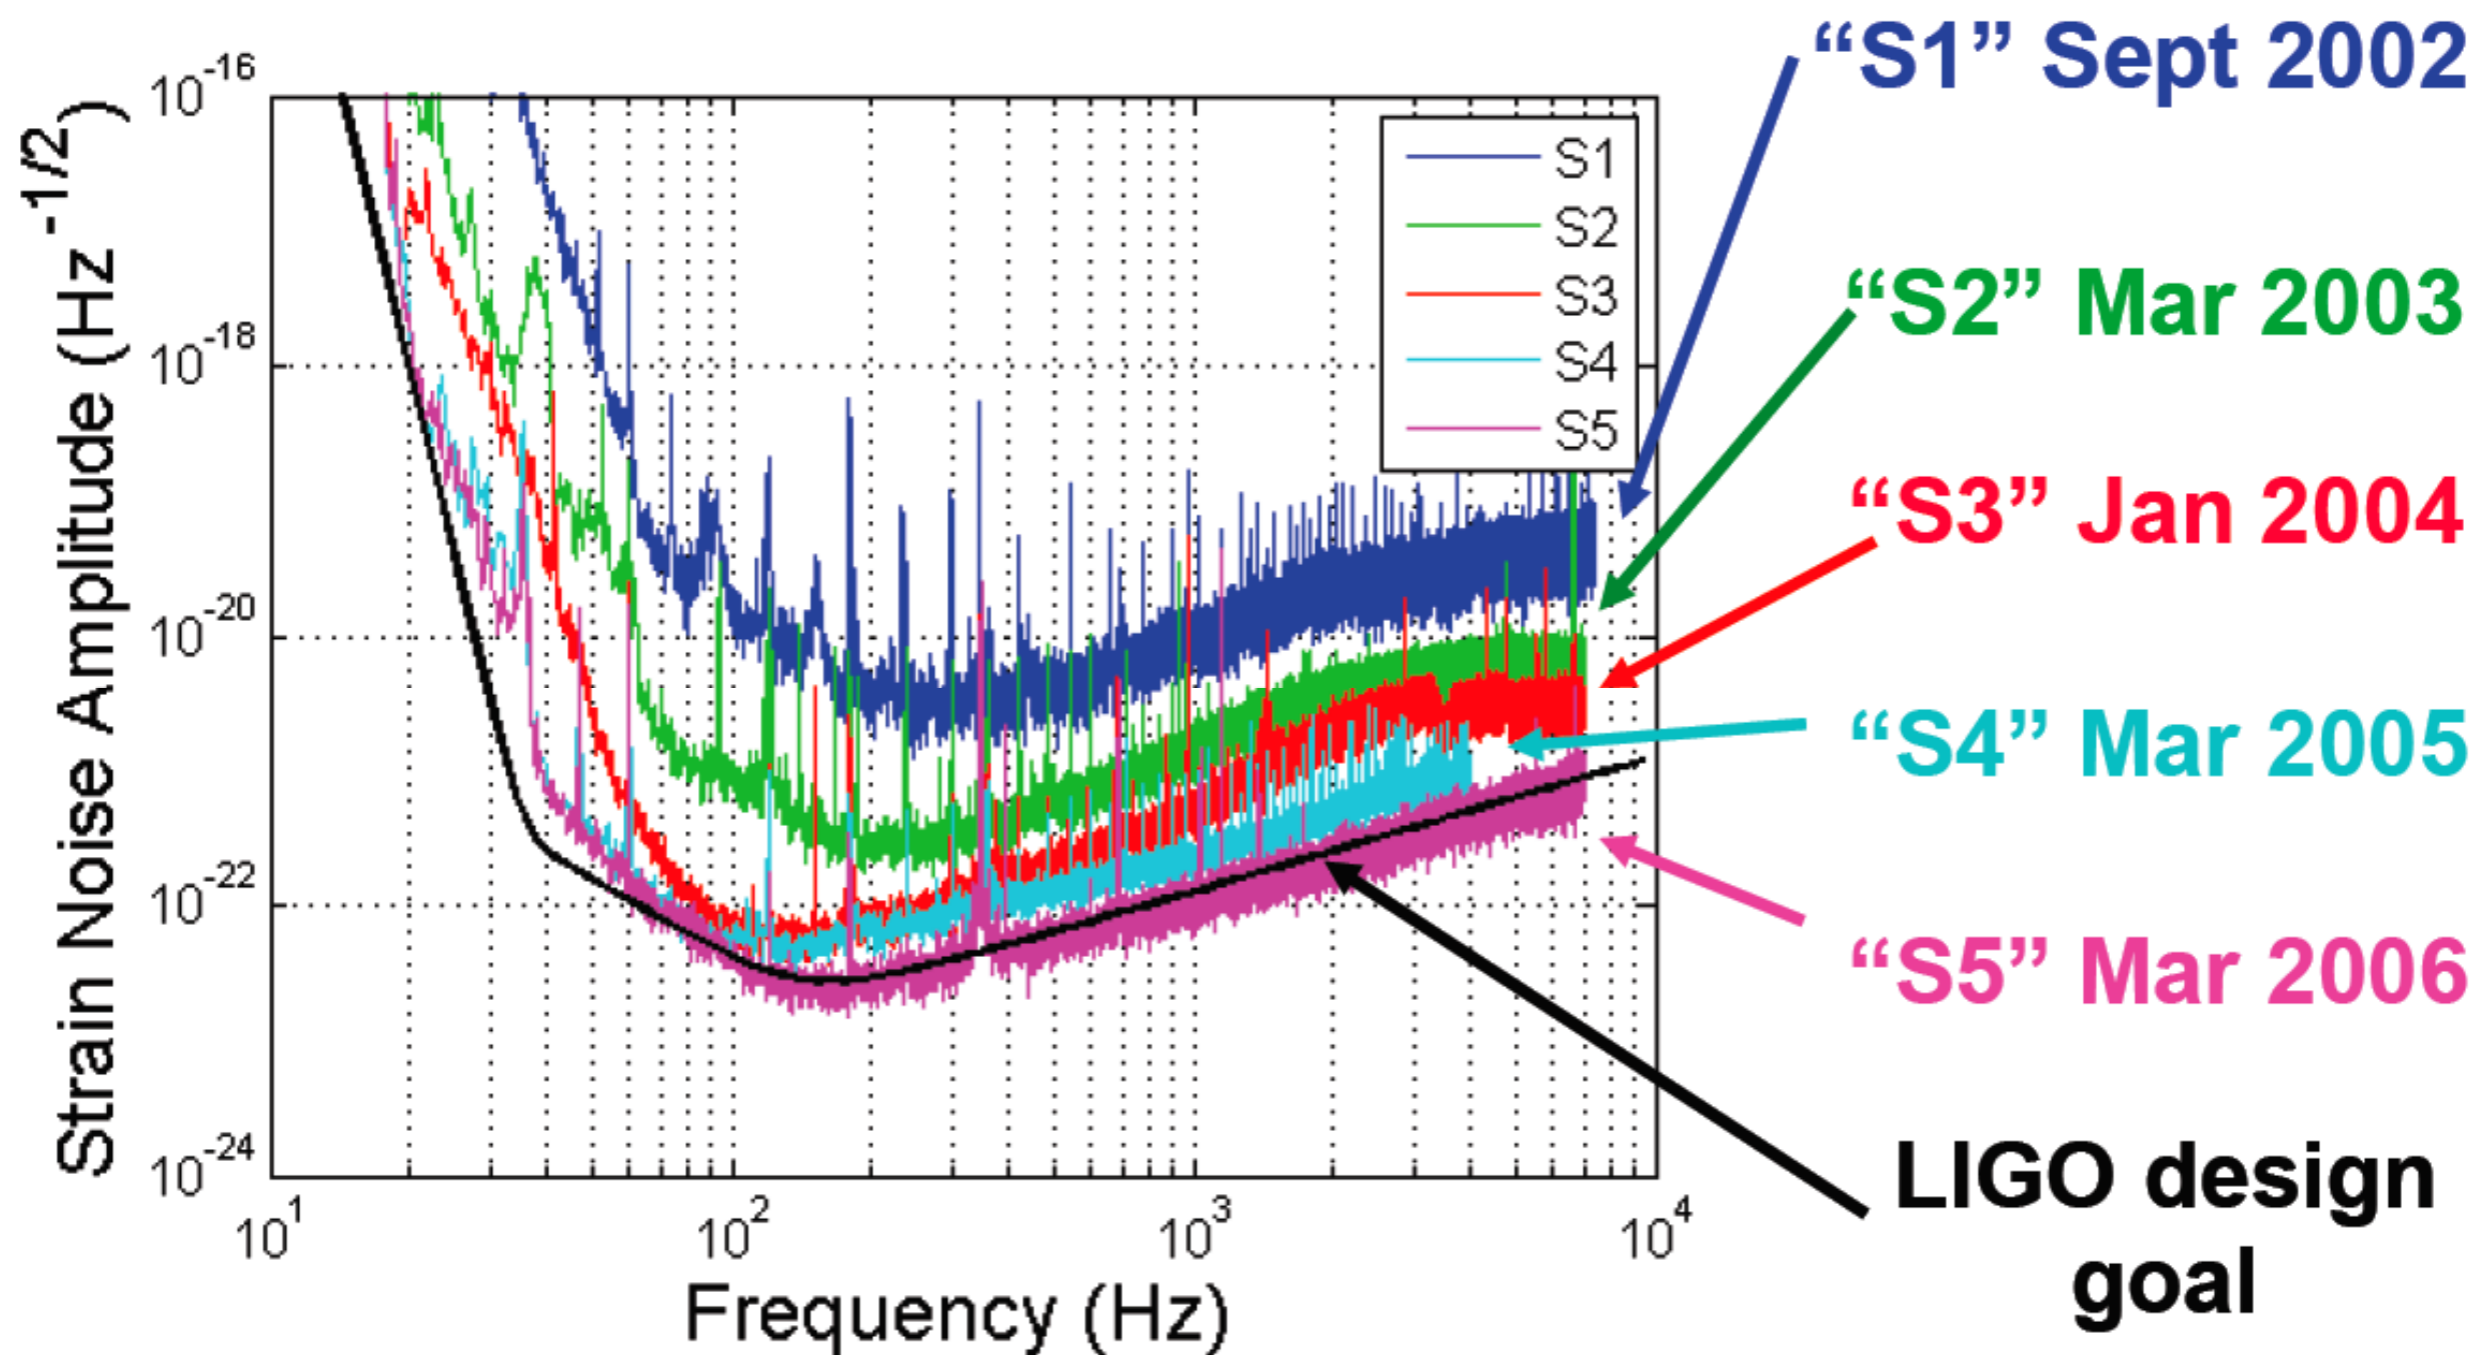 Strain Noise Amplitude (Hz^-1/2)
10^-16
10^-18
10^-20
10^-22
10^-24
10^1
10^2
10^3
10^4
Frequency (Hz)
S1
S2
S3
S4
S5
“S1” Sept 2002
“S2” Mar 2003
“S3” Jan 2004
“S4” Mar 2005
“S5” Mar 2006
LIGO design
goal